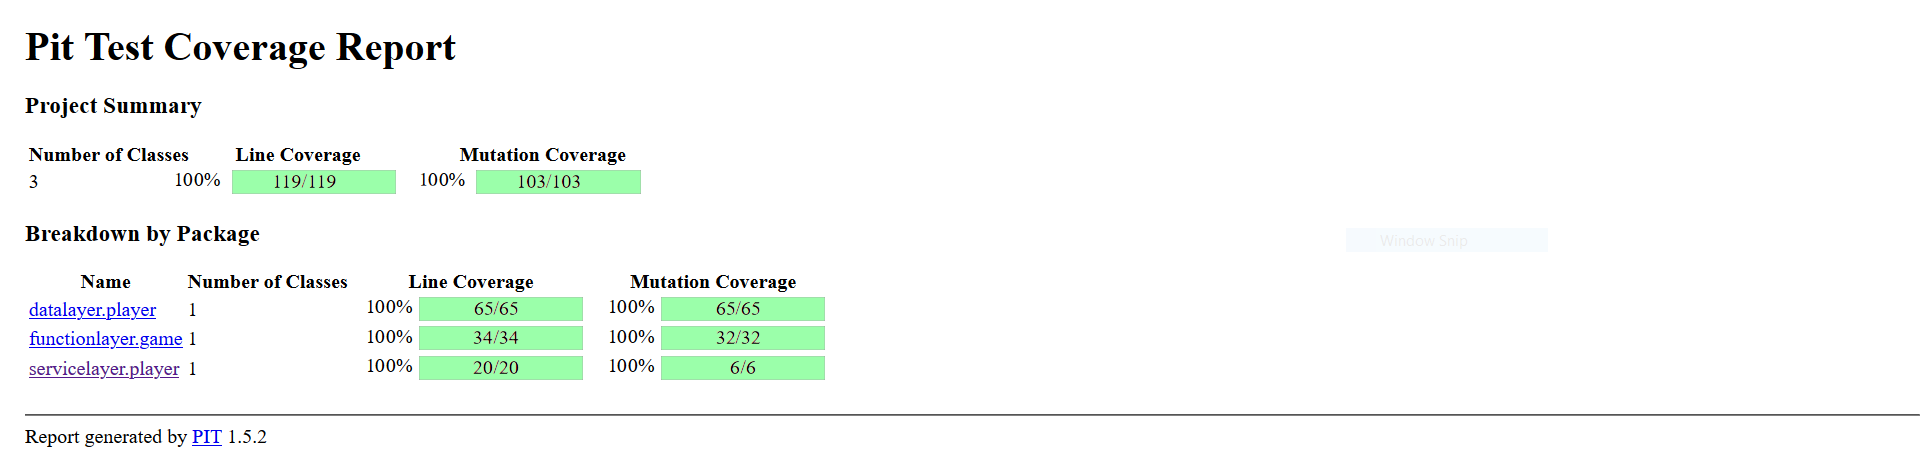 Pit Test Coverage Report
Project Summary
Number of Classes Line Coverage Mutation Coverage
3 100% 119/119 100% 103/103
Breakdown by Package
Name Number of Classes Line Coverage Mutation Coverage
datalayer.player 1 100% 65/65 100% 65/65
functionlayer.game 1 100% 34/34 100% 32/32
servicelayer.player 1 100% 20/20 100% 6/6
Window Snip
Report generated by PIT 1.5.2